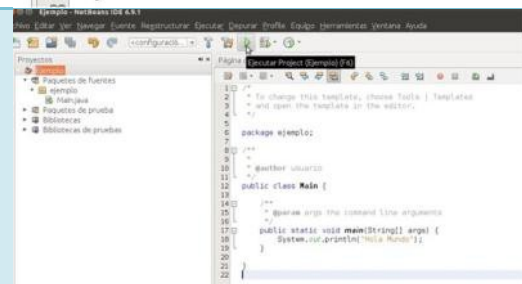 Ejemplo - NetBeans IDE 6.9.1
Editar Ver Navegar Fuente Reestructurar Ejecutar Depurar Profile Equipo Herramientas Ventana Ayuda
<configuració...>
Proyectos
Página
Ejecutar Project (Ejemplo) (F6)
Ejemplo
Paquetes de fuentes
ejemplo
Main.java
Paquetes de prueba
Bibliotecas
Bibliotecas de pruebas
1 /*
2 * To change this template, choose Tools | Templates
3 * and open the template in the editor.
4 */
5
6 package ejemplo;
7
8 /**
9 *
10 * @author usuario
11 */
12 public class Main {
13
14 /**
15 * @param args the command line arguments
16 */
17 public static void main(String[] args) {
18 System.out.println("Hola Mundo");
19 }
20
21 }
22